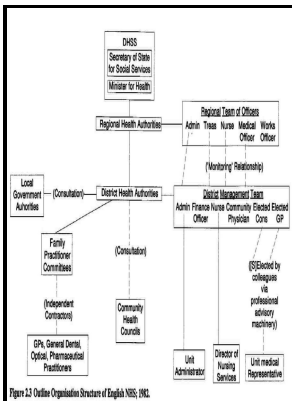 DHSS
Secretary of State
for Social Services
Minister for Health
Regional Health Authorities
Regional Team of Officers
Admin Treas Nurse Medical Works
Officer Officer
('Monitoring' Relationship)
Local
Government
Authorities
(Consultation)
District Health Authorities
District Management Team
Admin Finance Nurse Community Elected Elected
Officer Physician Cons GP
Family
Practitioner
Committees
(Consultation)
([S]Elected by
colleagues
via
professional
advisory
machinery)
(Independent
Contractors)
GPs, General Dental,
Optical, Pharmaceutical
Practitioners
Community
Health
Councils
Unit
Administrator
Director of
Nursing
Services
Unit medical
Representative
Figure 2.3 Outline Organisation Structure of English NHS; 1982.